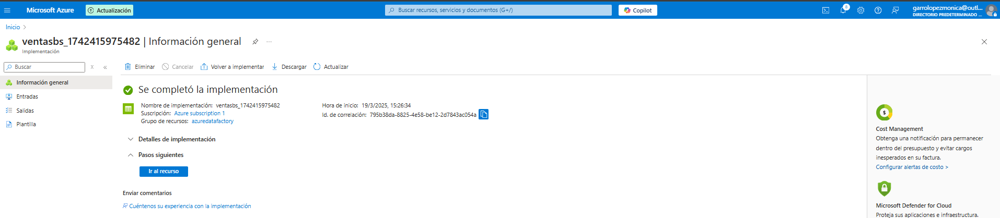 Microsoft Azure
Actualización
Buscar recursos, servicios y documentos (G+/)
Copilot
8
garrolopezmonica@outl...
DIRECTORIO PREDETERMINADO ...
Inicio
ventasbs_1742415975482 | Información general
Implementación
Buscar
Eliminar
Cancelar
Volver a implementar
Descargar
Actualizar
Información general
Entradas
Salidas
Plantilla
Se completó la implementación
Nombre de implementación: ventasbs_1742415975482
Suscripción: Azure subscription 1
Grupo de recursos: azuredatafactory
Hora de inicio: 19/3/2025, 15:26:34
Id. de correlación: 795b38da-8825-4e58-be12-2d7843ac054a
Detalles de implementación
Pasos siguientes
Ir al recurso
Enviar comentarios
Cuéntenos su experiencia con la implementación
Cost Management
Obtenga una notificación para permanecer
dentro del presupuesto y evitar cargos
inesperados en su factura.
Configurar alertas de costo >
Microsoft Defender for Cloud
Proteja sus aplicaciones e infraestructura.